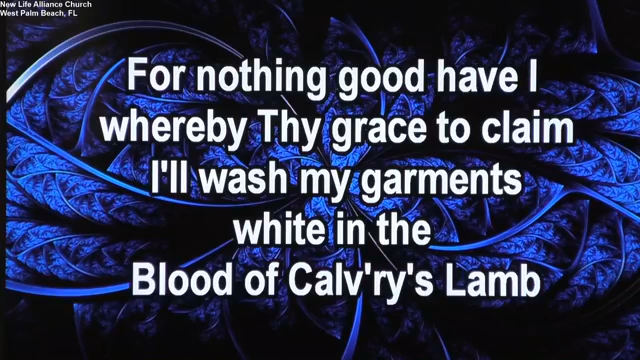 New Life Alliance Church
West Palm Beach, FL
For nothing good have I
whereby Thy grace to claim
I'll wash my garments
white in the
Blood of Calv'ry's Lamb